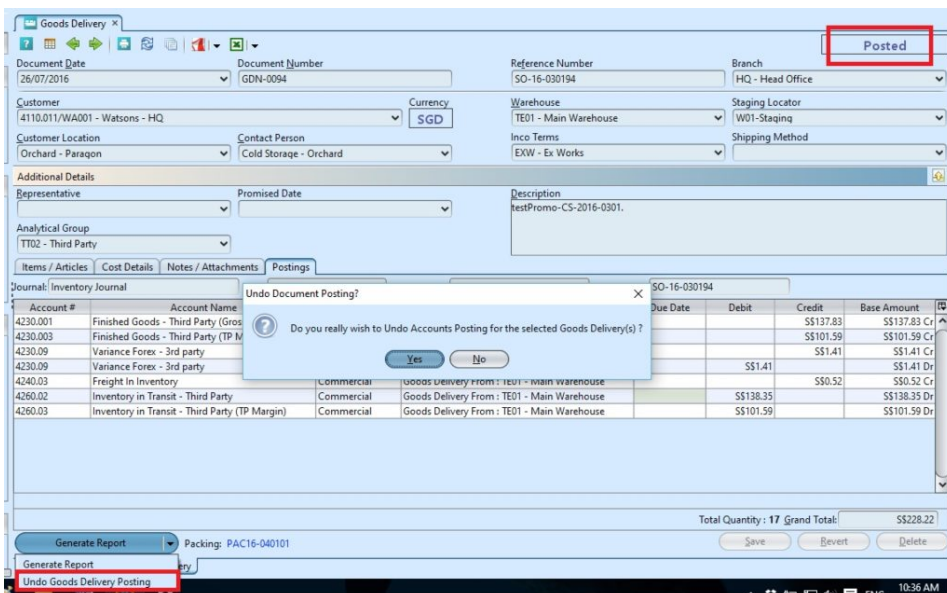 Goods Delivery ×
Posted
Document Date Document Number Reference Number Branch
26/07/2016 GDN-0094 SO-16-030194 HQ - Head Office
Customer Currency Warehouse Staging Locator
4110.011/WA001 - Watsons - HQ SGD TE01 - Main Warehouse W01-Staging
Customer Location Contact Person Inco Terms Shipping Method
Orchard - Paragon Cold Storage - Orchard EXW - Ex Works
Additional Details
Representative Promised Date Description
testPromo-CS-2016-0301.
Analytical Group
TT02 - Third Party
Items / Articles Cost Details Notes / Attachments Postings
Journal: Inventory Journal SO-16-030194
Undo Document Posting? ×
Account # Account Name Due Date Debit Credit Base Amount
4230.001 Finished Goods - Third Party (Gros S$137.83 S$137.83 Cr
4230.003 Finished Goods - Third Party (TP M S$101.59 S$101.59 Cr
Do you really wish to Undo Accounts Posting for the selected Goods Delivery(s) ?
4230.09 Variance Forex - 3rd party S$1.41 S$1.41 Cr
4230.09 Variance Forex - 3rd party S$1.41 S$1.41 Dr
Yes No
4240.03 Freight In Inventory Commercial Goods Delivery From : TE01 - Main Warehouse S$0.52 S$0.52 Cr
4260.02 Inventory in Transit - Third Party Commercial Goods Delivery From : TE01 - Main Warehouse S$138.35 S$138.35 Dr
4260.03 Inventory in Transit - Third Party (TP Margin) Commercial Goods Delivery From : TE01 - Main Warehouse S$101.59 S$101.59 Dr
Total Quantity : 17 Grand Total: S$228.22
Generate Report Packing: PAC16-040101 Save Revert Delete
Generate Report
Undo Goods Delivery Posting
ENG 10:36 AM